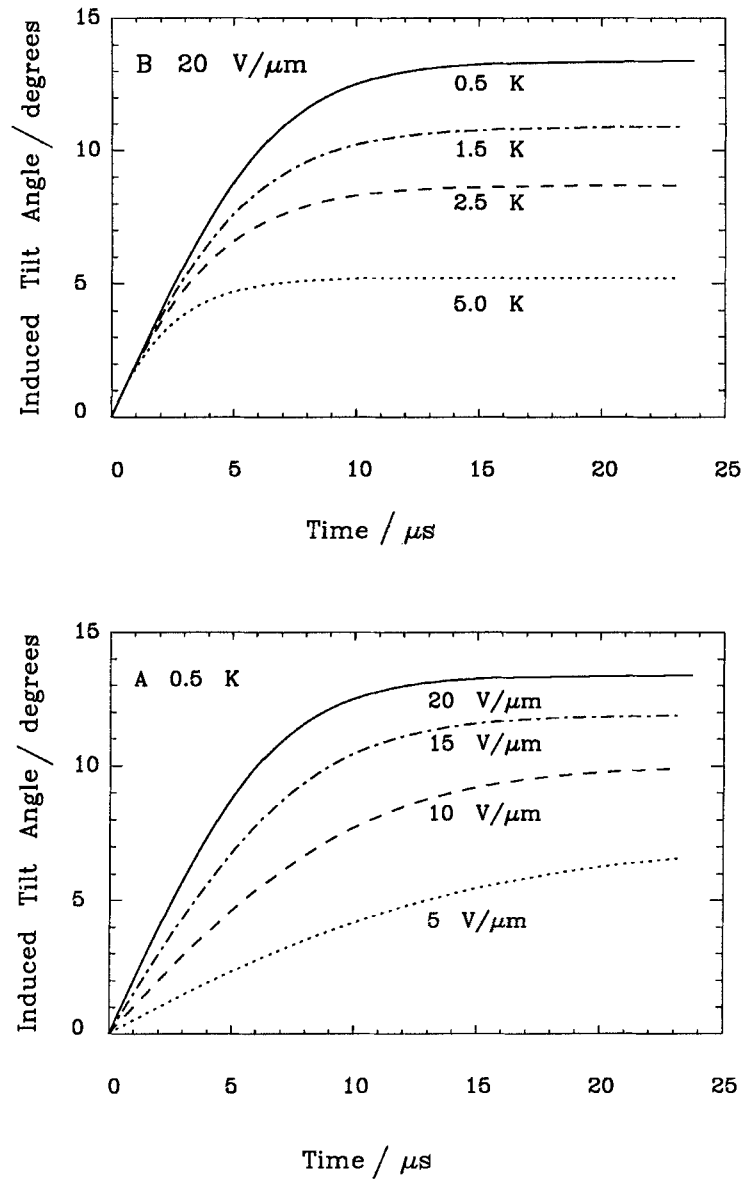 15
B 20 V/μm
0.5 K
10
1.5 K
2.5 K
5
5.0 K
0
Induced Tilt Angle / degrees
0 5 10 15 20 25
Time / μs
15
A 0.5 K
20 V/μm
15 V/μm
10
10 V/μm
5
5 V/μm
0
Induced Tilt Angle / degrees
0 5 10 15 20 25
Time / μs